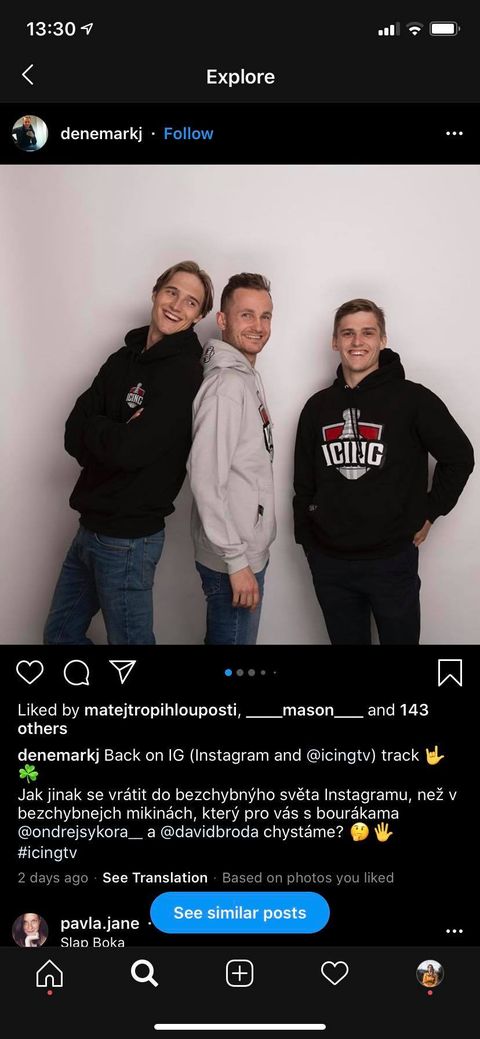 13:30
Explore
denemarkj · Follow
ICING
ICING
Liked by matejtropihlouposti, _____mason____ and 143
others
denemarkj Back on IG (Instagram and @icingtv) track 🤟
☘️
Jak jinak se vrátit do bezchybnýho světa Instagramu, než v
bezchybnejch mikinách, který pro vás s bourákama
@ondrejsykora__ a @davidbroda chystáme? 🤔🖐
#icingtv
2 days ago · See Translation · Based on photos you liked
pavla.jane ·
See similar posts
Slap Boka